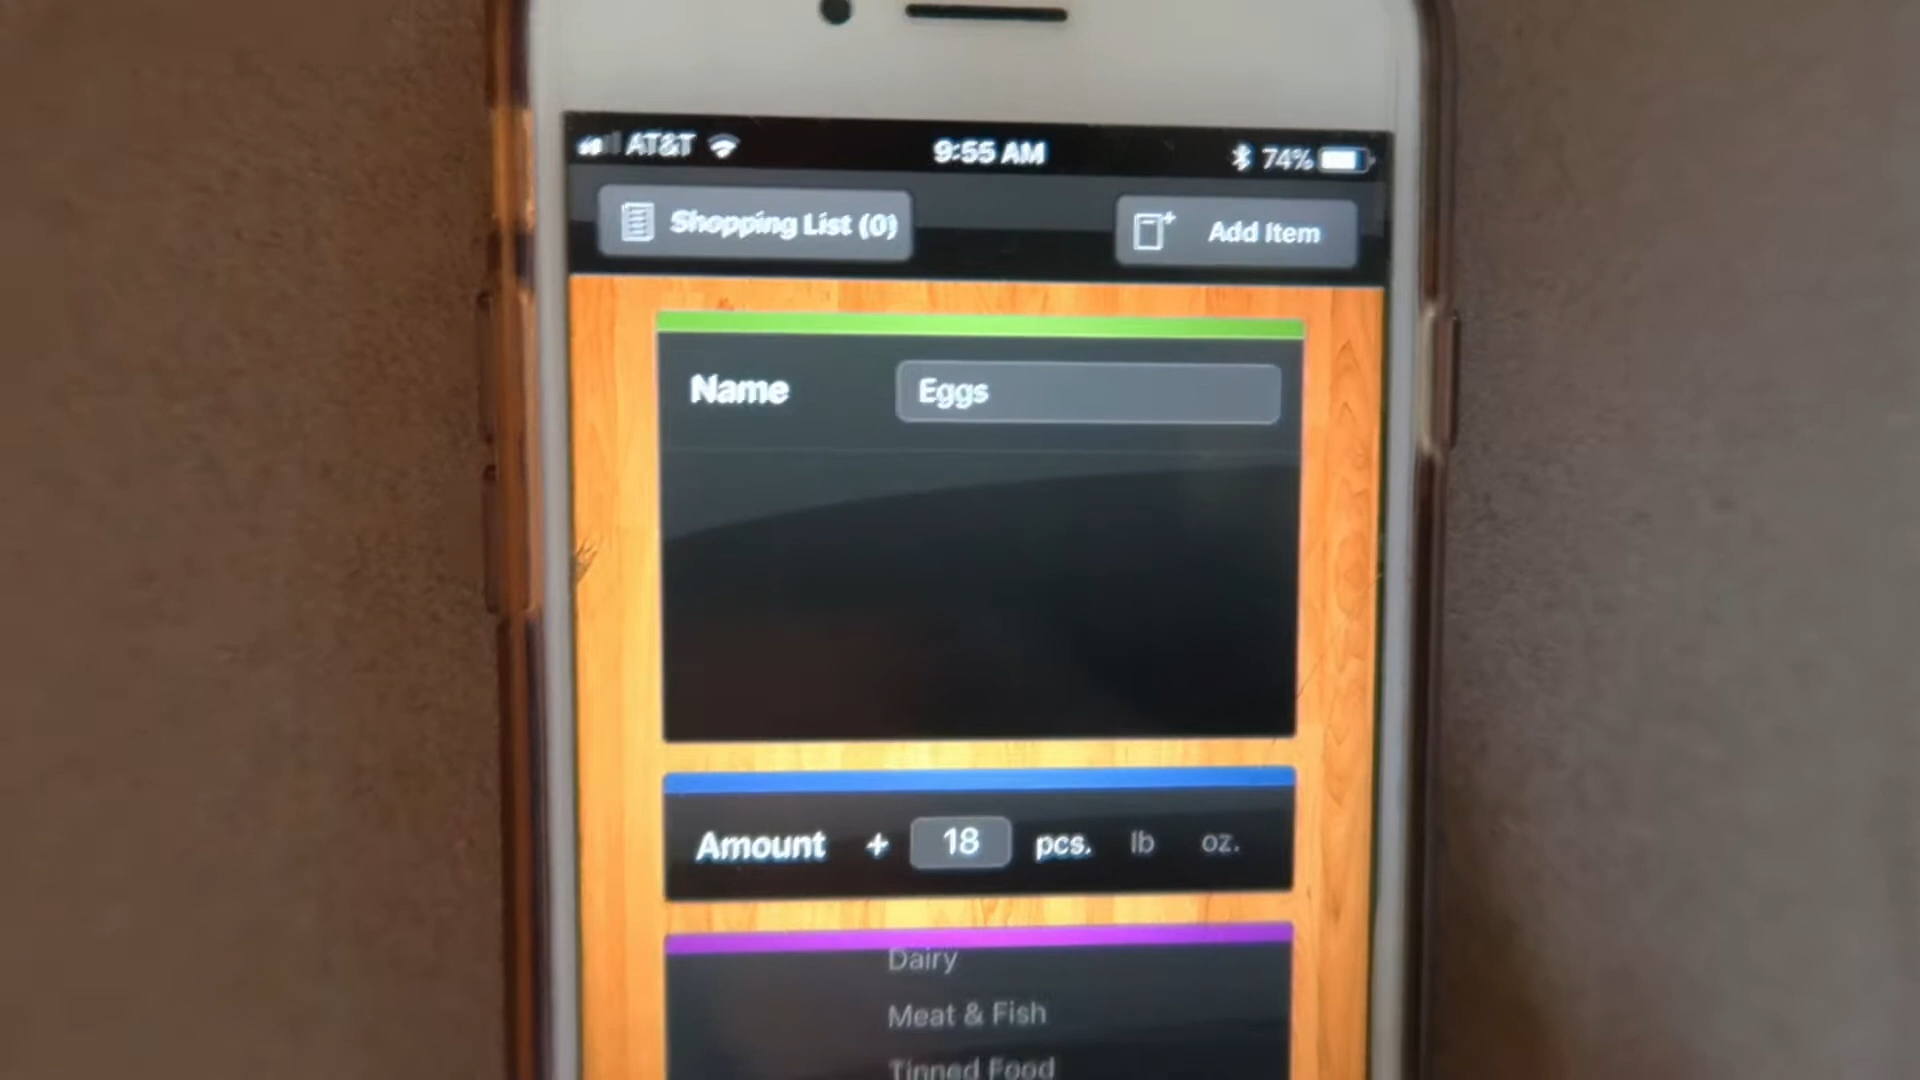 AT&T 9:55 AM 74%
Shopping List (0) Add Item
Name Eggs
Amount + 18 pcs. lb oz.
Dairy
Meat & Fish
Tinned Food